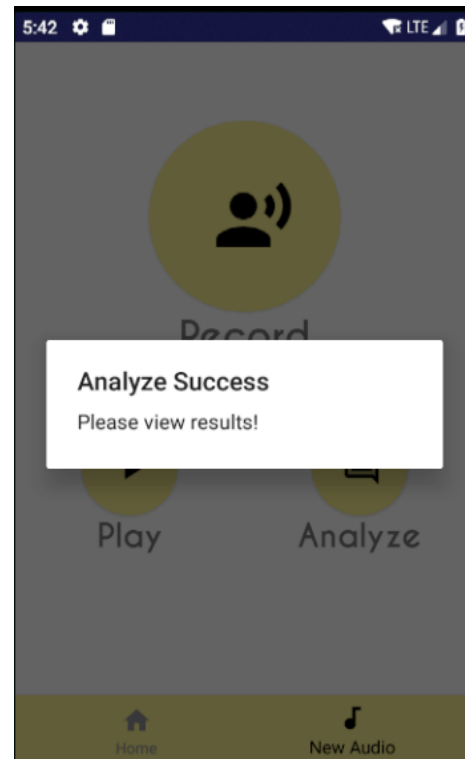 5:42 LTE
Record
Analyze Success
Please view results!
Play Analyze
Home New Audio